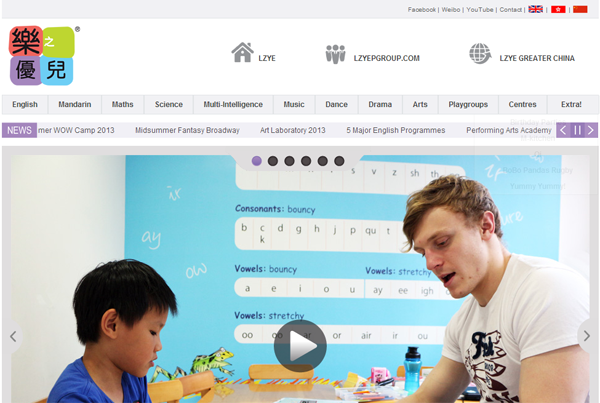 Facebook | Weibo | YouTube | Contact |
樂之優兒®
LZYE LZYEPGROUP.COM LZYE GREATER CHINA
English Mandarin Maths Science Multi-Intelligence Music Dance Drama Arts Playgroups Centres Extra!
NEWS mer WOW Camp 2013 Midsummer Fantasy Broadway Art Laboratory 2013 5 Major English Programmes Performing Arts Academy
v w x y z sh th
Consonants: bouncy
b c d g h j p qu t
k
ir
ay
ow
Vowels: bouncy Vowels: stretchy
a e i o u ay ee igh
Vowels: stretchy
oo ar or air ir ou